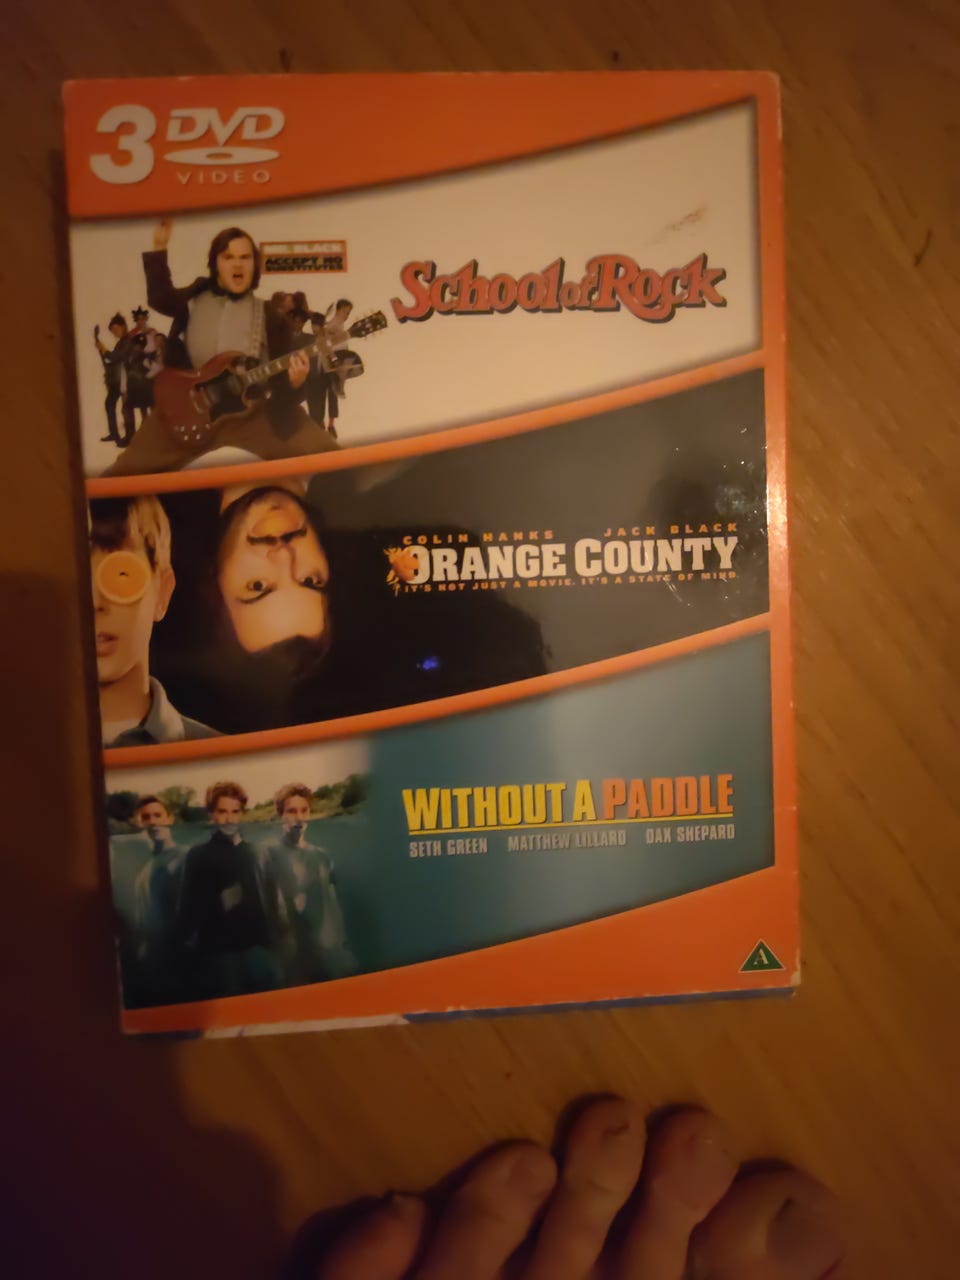 3 DVD
VIDEO
MR. BLACK
ACCEPT NO
SUBSTITUTES
School of Rock
COLIN HANKS JACK BLACK
ORANGE COUNTY
IT'S NOT JUST A MOVIE. IT'S A STATE OF MIND.
WITHOUT A PADDLE
SETH GREEN MATTHEW LILLARD DAX SHEPARD
A